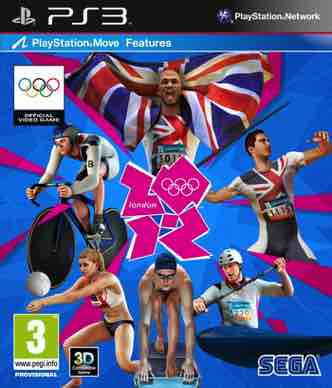 PS3
PlayStation®Network
PlayStation®Move Features
OFFICIAL
VIDEO GAME
london
3
www.pegi.info
PROVISIONAL
3D
SEGA